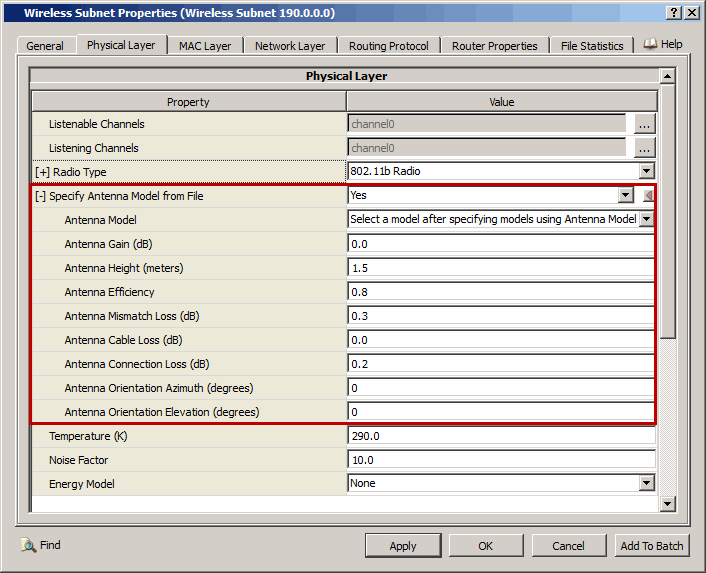 Wireless Subnet Properties (Wireless Subnet 190.0.0.0)
General Physical Layer MAC Layer Network Layer Routing Protocol Router Properties File Statistics Help
Physical Layer
Property Value
Listenable Channels channel0 ...
Listening Channels channel0 ...
[+] Radio Type 802.11b Radio
[-] Specify Antenna Model from File Yes
Antenna Model Select a model after specifying models using Antenna Model
Antenna Gain (dB) 0.0
Antenna Height (meters) 1.5
Antenna Efficiency 0.8
Antenna Mismatch Loss (dB) 0.3
Antenna Cable Loss (dB) 0.0
Antenna Connection Loss (dB) 0.2
Antenna Orientation Azimuth (degrees) 0
Antenna Orientation Elevation (degrees) 0
Temperature (K) 290.0
Noise Factor 10.0
Energy Model None
Find Apply OK Cancel Add To Batch